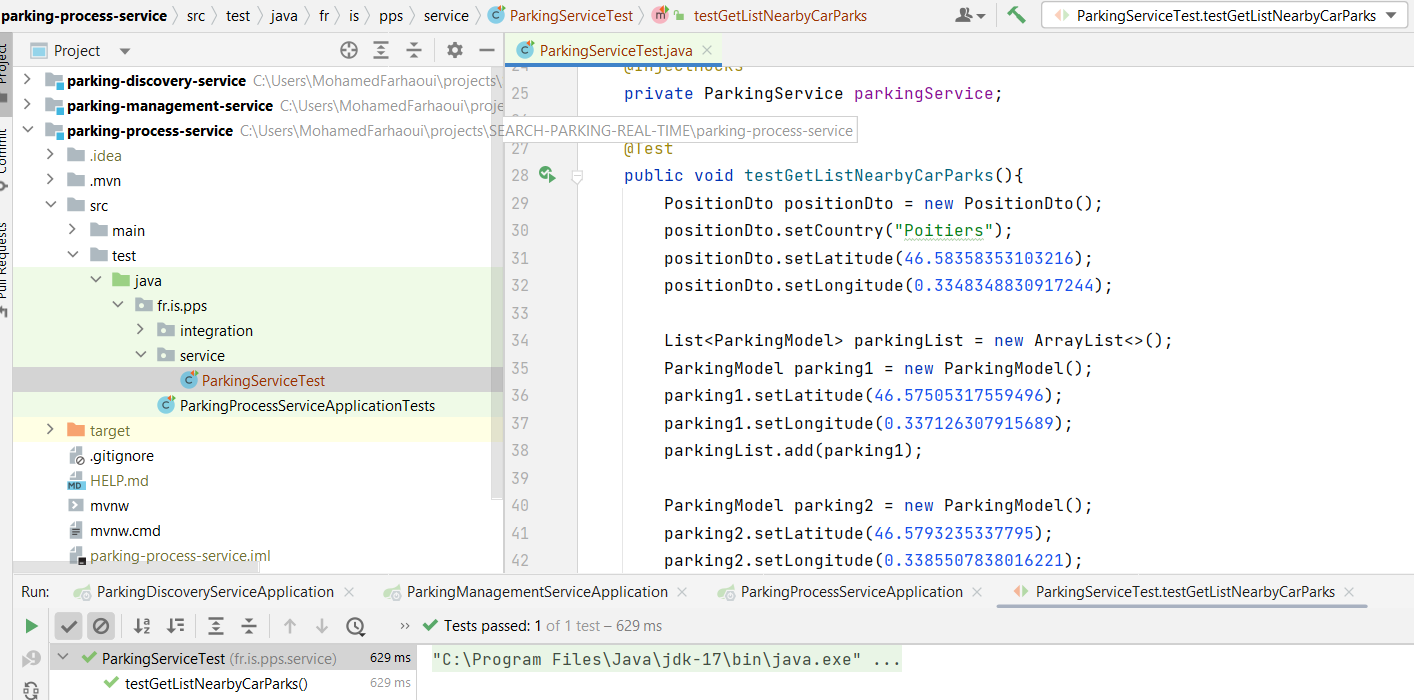 parking-process-service src test java fr is pps service ParkingServiceTest testGetListNearbyCarParks ParkingServiceTest.testGetListNearbyCarParks
Project
Project
Commit
Pull Requests
parking-discovery-service C:\Users\MohamedFarhaoui\projects\
parking-management-service C:\Users\MohamedFarhaoui\proje
parking-process-service C:\Users\MohamedFarhaoui\projects\SEARCH-PARKING-REAL-TIME\parking-process-service
.idea
.mvn
src
main
test
java
fr.is.pps
integration
service
ParkingServiceTest
ParkingProcessServiceApplicationTests
target
.gitignore
HELP.md
mvnw
mvnw.cmd
parking-process-service.iml
ParkingServiceTest.java
24 @InjectMocks
25 private ParkingService parkingService;
27 @Test
28 public void testGetListNearbyCarParks(){
29 PositionDto positionDto = new PositionDto();
30 positionDto.setCountry("Poitiers");
31 positionDto.setLatitude(46.58358353103216);
32 positionDto.setLongitude(0.3348348830917244);
33
34 List<ParkingModel> parkingList = new ArrayList<>();
35 ParkingModel parking1 = new ParkingModel();
36 parking1.setLatitude(46.57505317559496);
37 parking1.setLongitude(0.337126307915689);
38 parkingList.add(parking1);
39
40 ParkingModel parking2 = new ParkingModel();
41 parking2.setLatitude(46.5793235337795);
42 parking2.setLongitude(0.3385507838016221);
Run: ParkingDiscoveryServiceApplication ParkingManagementServiceApplication ParkingProcessServiceApplication ParkingServiceTest.testGetListNearbyCarParks
Tests passed: 1 of 1 test – 629 ms
ParkingServiceTest (fr.is.pps.service) 629 ms
testGetListNearbyCarParks() 629 ms
"C:\Program Files\Java\jdk-17\bin\java.exe" ...